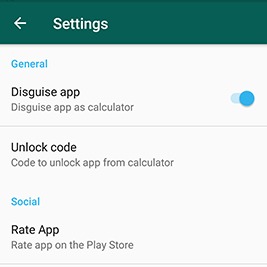 Settings
General
Disguise app
Disguise app as calculator
Unlock code
Code to unlock app from calculator
Social
Rate App
Rate app on the Play Store